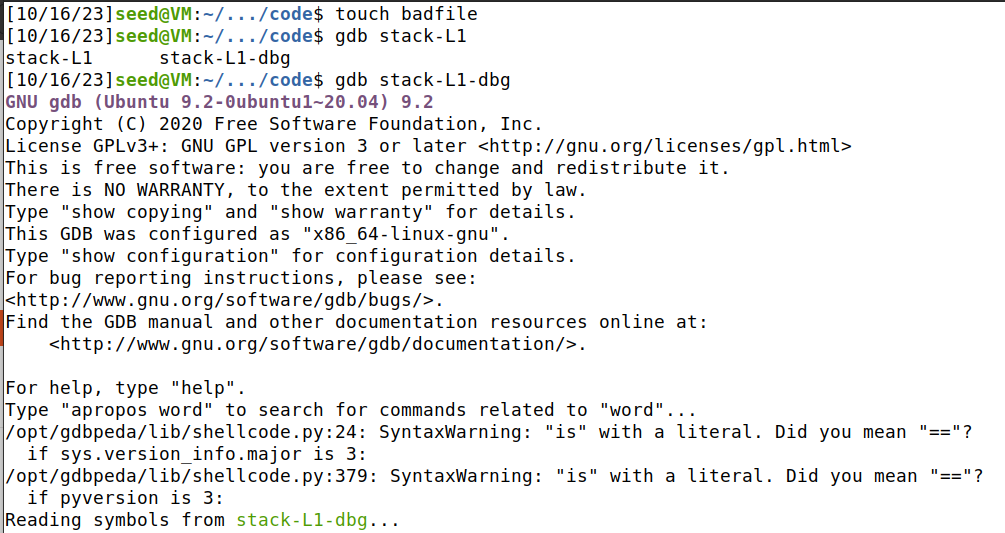 [10/16/23]seed@VM:~/.../code$ touch badfile
[10/16/23]seed@VM:~/.../code$ gdb stack-L1
stack-L1      stack-L1-dbg
[10/16/23]seed@VM:~/.../code$ gdb stack-L1-dbg
GNU gdb (Ubuntu 9.2-0ubuntu1~20.04) 9.2
Copyright (C) 2020 Free Software Foundation, Inc.
License GPLv3+: GNU GPL version 3 or later <http://gnu.org/licenses/gpl.html>
This is free software: you are free to change and redistribute it.
There is NO WARRANTY, to the extent permitted by law.
Type "show copying" and "show warranty" for details.
This GDB was configured as "x86_64-linux-gnu".
Type "show configuration" for configuration details.
For bug reporting instructions, please see:
<http://www.gnu.org/software/gdb/bugs/>.
Find the GDB manual and other documentation resources online at:
    <http://www.gnu.org/software/gdb/documentation/>.

For help, type "help".
Type "apropos word" to search for commands related to "word"...
/opt/gdbpeda/lib/shellcode.py:24: SyntaxWarning: "is" with a literal. Did you mean "=="?
  if sys.version_info.major is 3:
/opt/gdbpeda/lib/shellcode.py:379: SyntaxWarning: "is" with a literal. Did you mean "=="?
  if pyversion is 3:
Reading symbols from stack-L1-dbg...